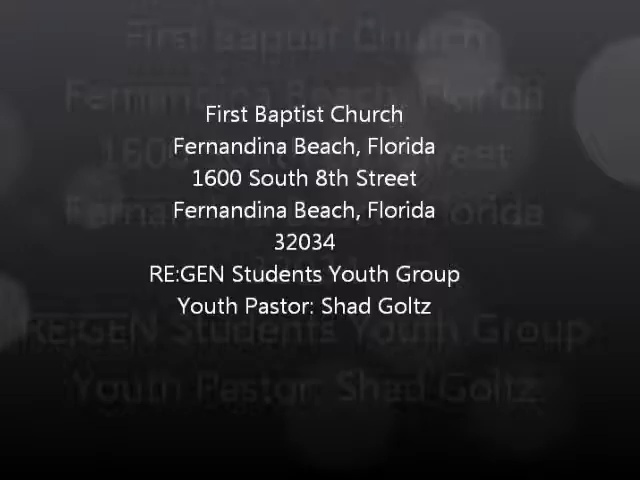 First Baptist Church
Fernandina Beach, Florida
1600 South 8th Street
Fernandina Beach, Florida
32034
RE:GEN Students Youth Group
Youth Pastor: Shad Goltz